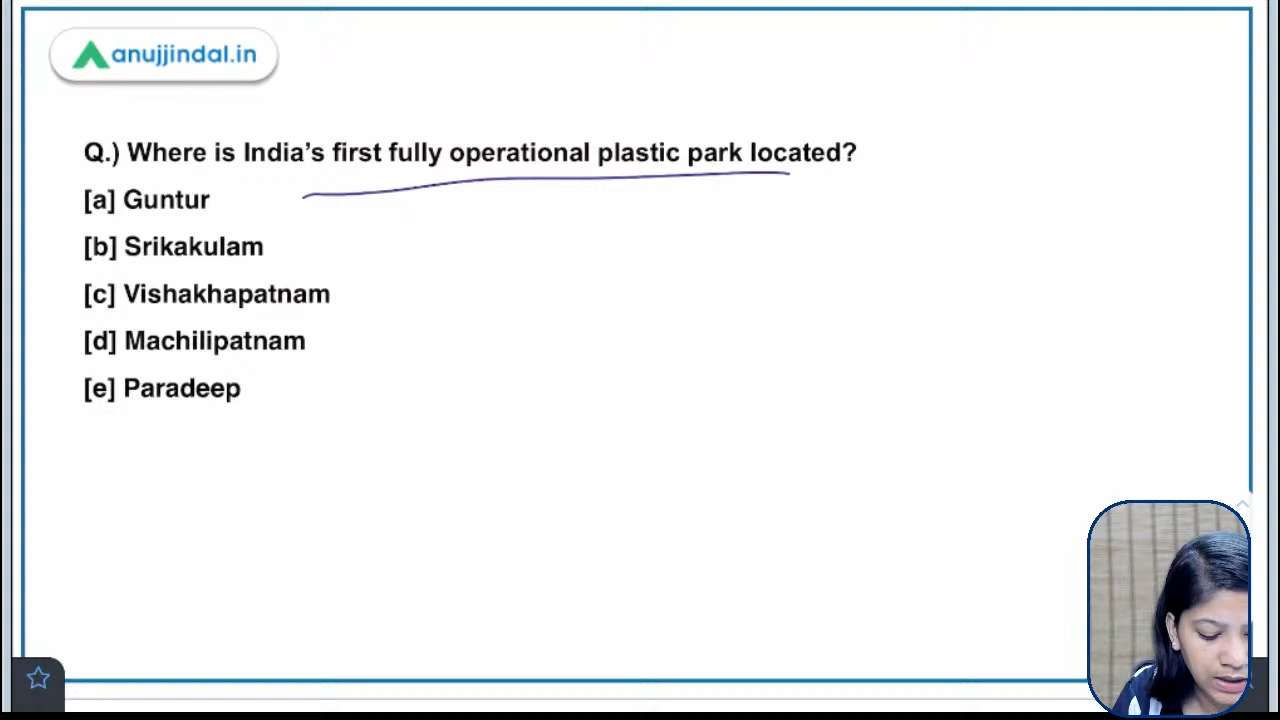 anujjindal.in
Q.) Where is India’s first fully operational plastic park located?
[a] Guntur
[b] Srikakulam
[c] Vishakhapatnam
[d] Machilipatnam
[e] Paradeep